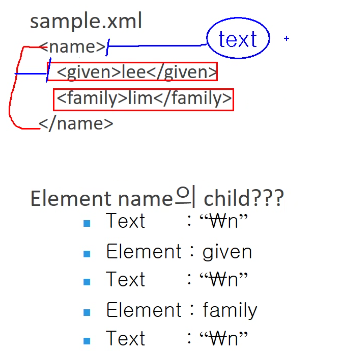 sample.xml
<name> text
<given>lee</given>
<family>lim</family>
</name>
Element name의 child???
Text : “₩n”
Element : given
Text : “₩n”
Element : family
Text : “₩n”